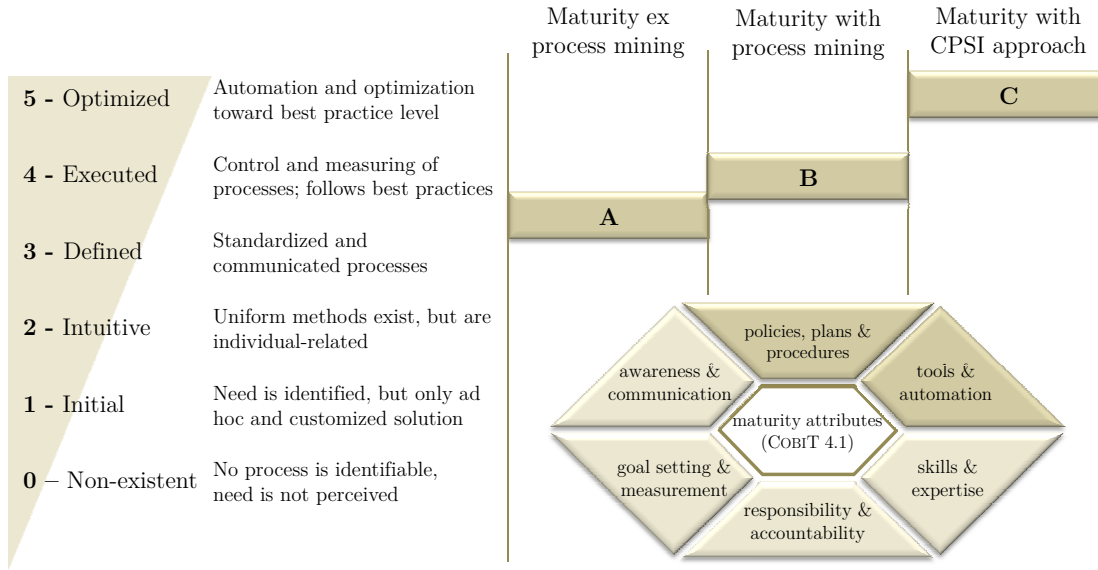 Maturity ex
process mining
Maturity with
process mining
Maturity with
CPSI approach
5 - Optimized
Automation and optimization
toward best practice level
C
4 - Executed
Control and measuring of
processes; follows best practices
B
A
3 - Defined
Standardized and
communicated processes
2 - Intuitive
Uniform methods exist, but are
individual-related
1 - Initial
Need is identified, but only ad
hoc and customized solution
0 – Non-existent
No process is identifiable,
need is not perceived
policies, plans &
procedures
awareness &
communication
tools &
automation
maturity attributes
(COBIT 4.1)
goal setting &
measurement
skills &
expertise
responsibility &
accountability